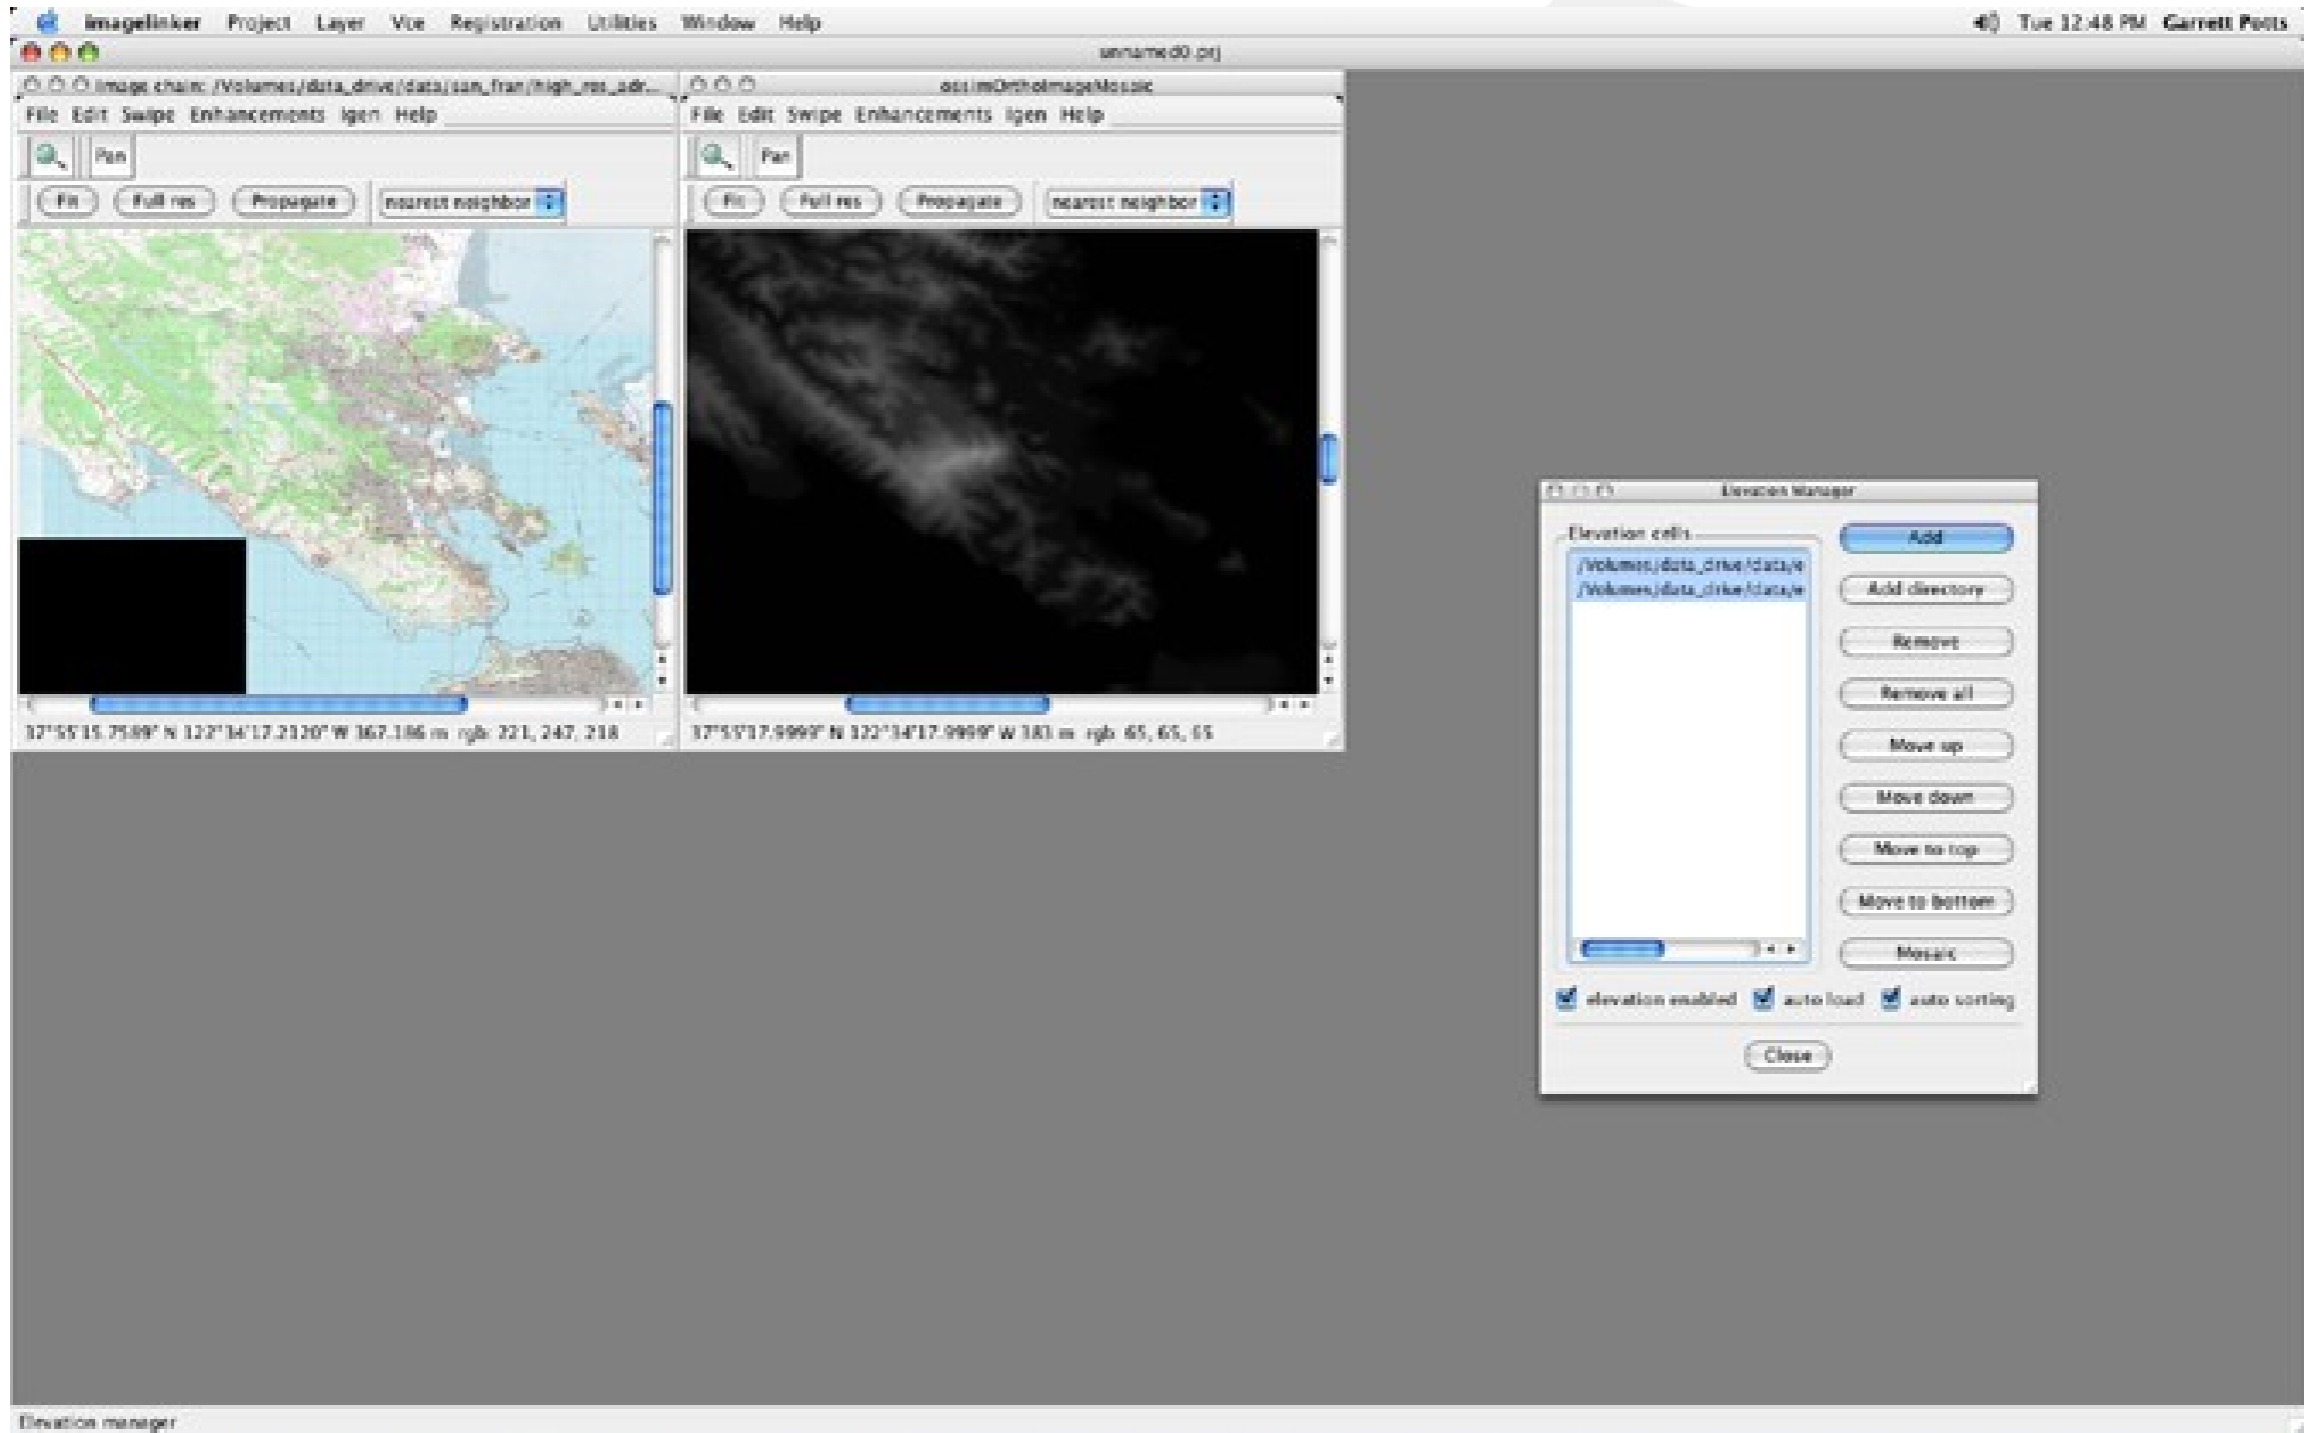 imagelinker Project Layer Vue Registration Utilities Window Help Tue 12:48 PM Garrett Potts
unnamed0.prj
Image chain: /Volumes/data_drive/data/san_fran/high_res_adr...
File Edit Swipe Enhancements Igen Help
Pan
Fit Full res Propagate nearest neighbor
37°55'15.7589" N 122°34'17.2120" W 367.186 m rgb: 221, 247, 218
ossimOrthoImageMosaic
File Edit Swipe Enhancements Igen Help
Pan
Fit Full res Propagate nearest neighbor
37°55'17.9999" N 122°34'17.9999" W 383 m rgb: 65, 65, 65
Elevation Manager
Elevation cells
/Volumes/data_drive/data/e
/Volumes/data_drive/data/e
Add
Add directory
Remove
Remove all
Move up
Move down
Move to top
Move to bottom
Mosaic
elevation enabled auto load auto sorting
Close
Elevation manager